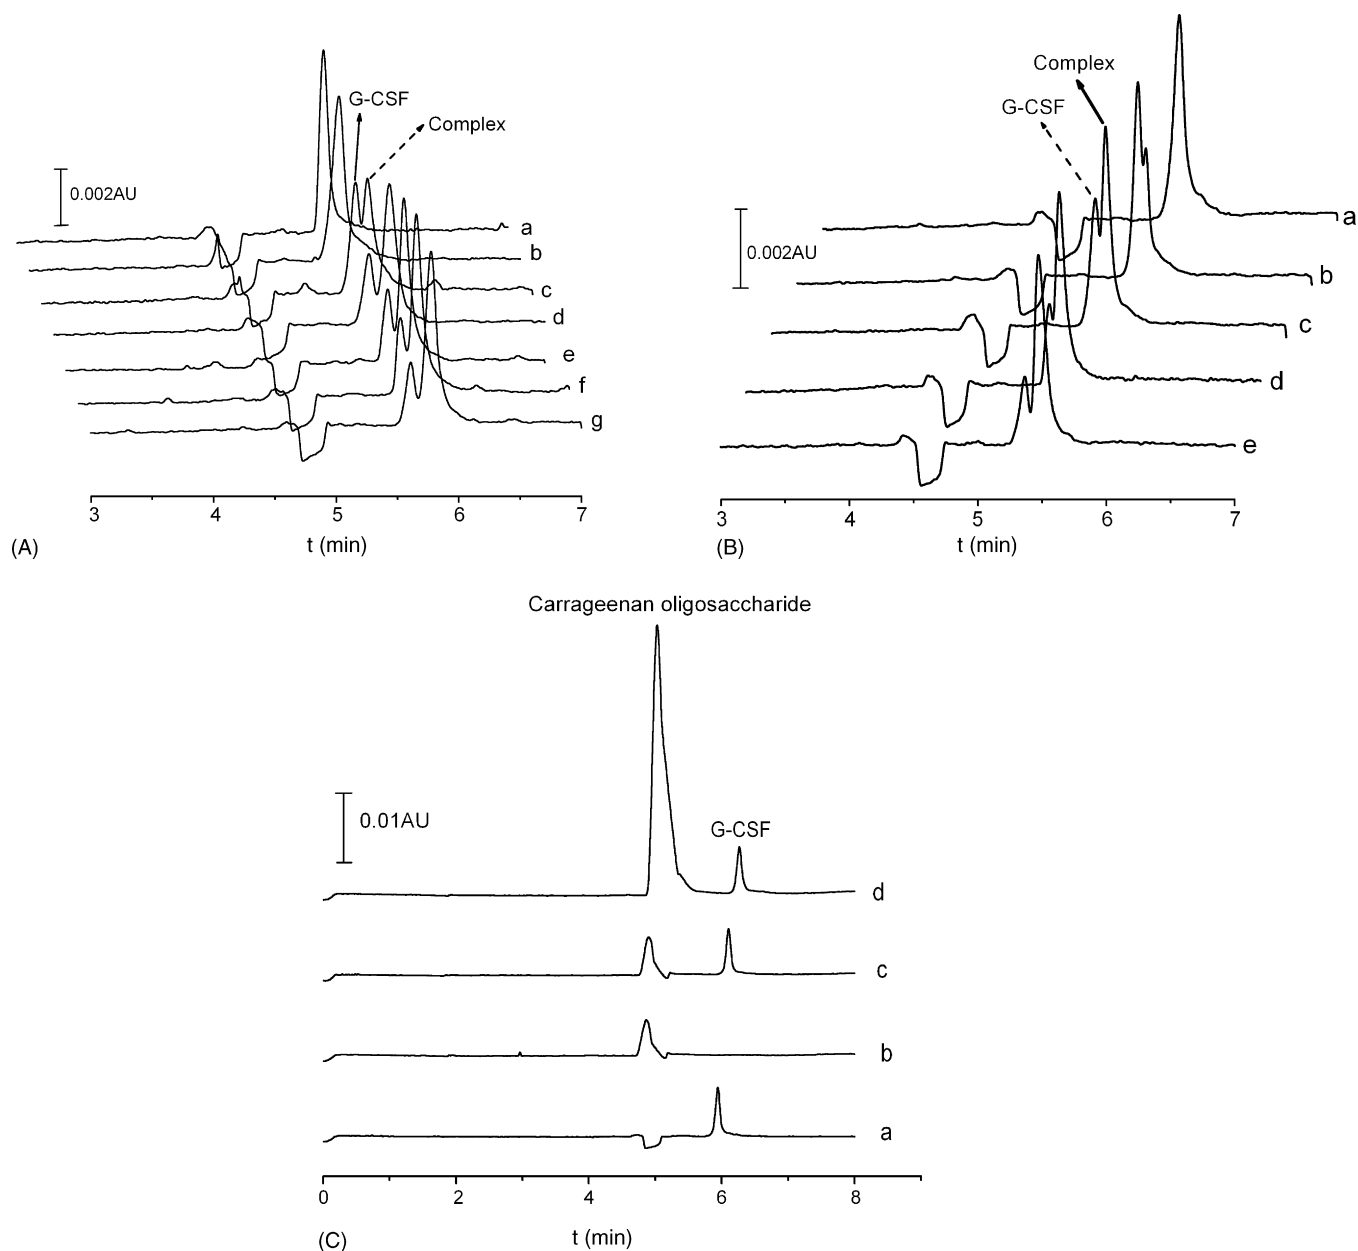 G-CSF
Complex
0.002AU
a
b
c
d
e
f
g
3 4 5 6 7
(A) t (min)
Complex
G-CSF
0.002AU
a
b
c
d
e
3 4 5 6 7
(B) t (min)
Carrageenan oligosaccharide
0.01AU
G-CSF
d
c
b
a
0 2 4 6 8
(C) t (min)